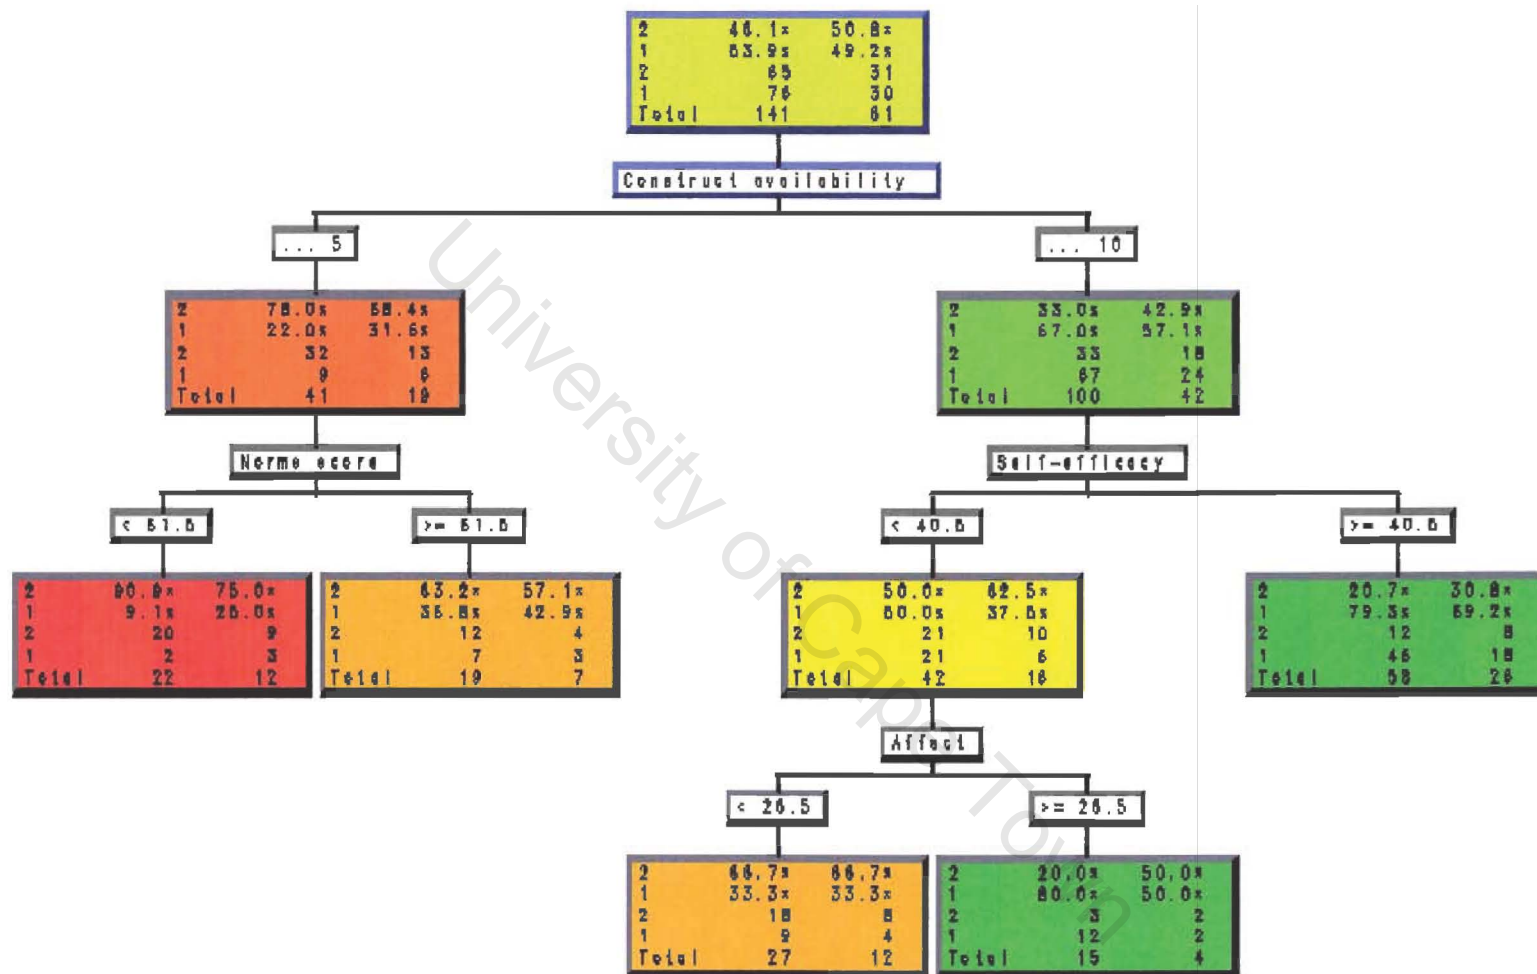 2 46.1% 50.8%
1 53.9% 49.2%
2 65 31
1 76 30
Total 141 61
Construct availability
... 5
... 10
2 78.0% 68.4%
1 22.0% 31.6%
2 32 13
1 9 6
Total 41 19
2 33.0% 42.9%
1 67.0% 57.1%
2 33 18
1 67 24
Total 100 42
Norms score
Self-efficacy
<
>=
< 40.5
>= 40.5
2 90.9% 75.0%
1 9.1% 25.0%
2 20 9
1 2 3
Total 22 12
2 63.2% 57.1%
1 36.8% 42.9%
2 12 4
1 7 3
Total 19 7
2 50.0% 62.5%
1 50.0% 37.5%
2 21 10
1 21 6
Total 42 16
2 20.7% 30.8%
1 79.3% 69.2%
2 12 8
1 46 18
Total 58 26
Affect
< 26.5
>= 26.5
2 66.7% 66.7%
1 33.3% 33.3%
2 18 8
1 9 4
Total 27 12
2 20.0% 50.0%
1 80.0% 50.0%
2 3 2
1 12 2
Total 15 4
University of Cape Town